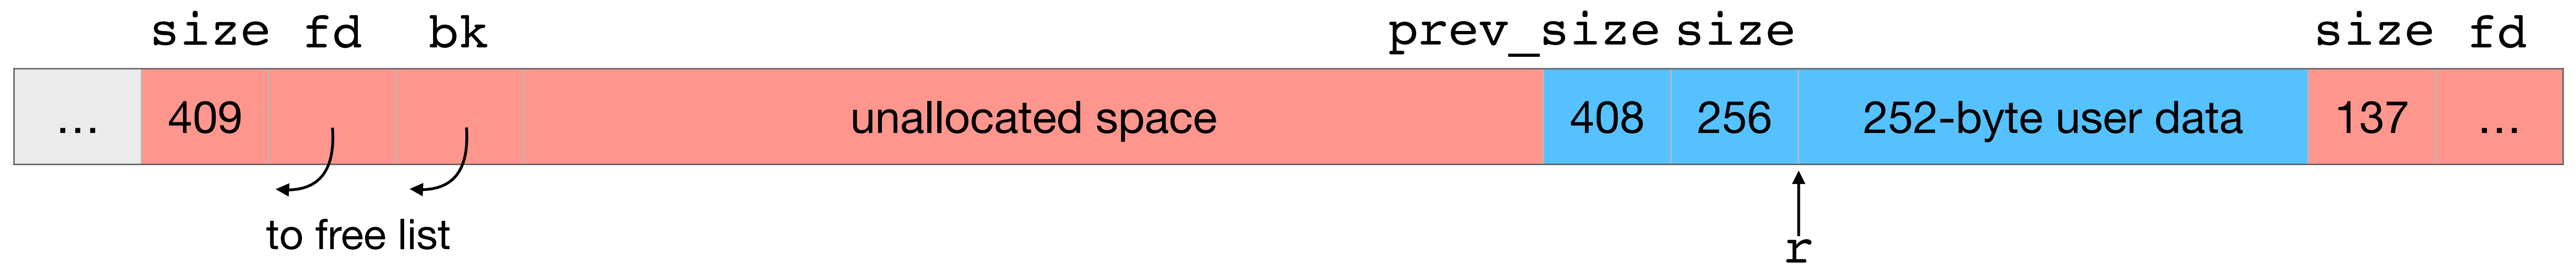 size fd bk prev_size size size fd
... 409 unallocated space 408 256 252-byte user data 137 ...
to free list
r